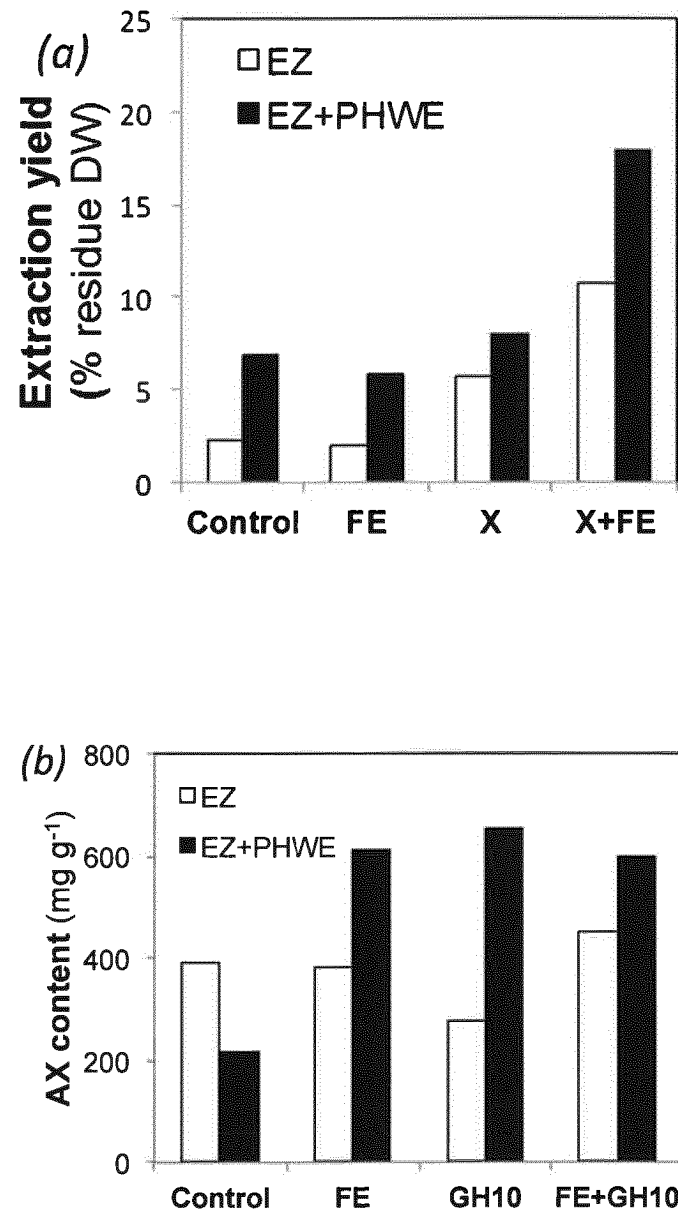 (a)
Extraction yield
(% residue DW)
25
20
15
10
5
0
EZ
EZ+PHWE
Control FE X X+FE
(b)
AX content (mg g⁻¹)
800
600
400
200
0
EZ
EZ+PHWE
Control FE GH10 FE+GH10